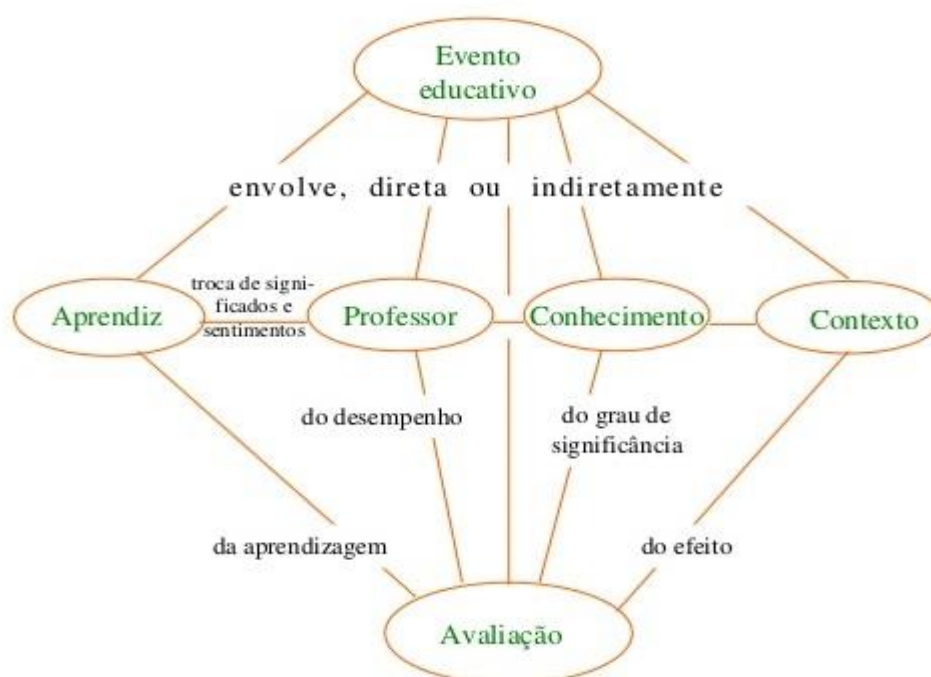 Evento
educativo
envolve, direta ou indiretamente
troca de signi-
ficados e
sentimentos
Aprendiz
Professor
Conhecimento
Contexto
do desempenho
do grau de
significância
da aprendizagem
do efeito
Avaliação